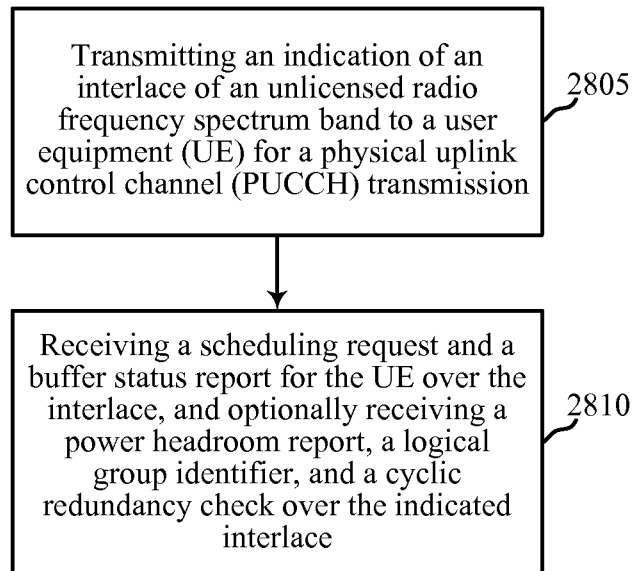 Transmitting an indication of an
interlace of an unlicensed radio
frequency spectrum band to a user
equipment (UE) for a physical uplink
control channel (PUCCH) transmission
2805
Receiving a scheduling request and a
buffer status report for the UE over the
interlace, and optionally receiving a
power headroom report, a logical
group identifier, and a cyclic
redundancy check over the indicated
interlace
2810